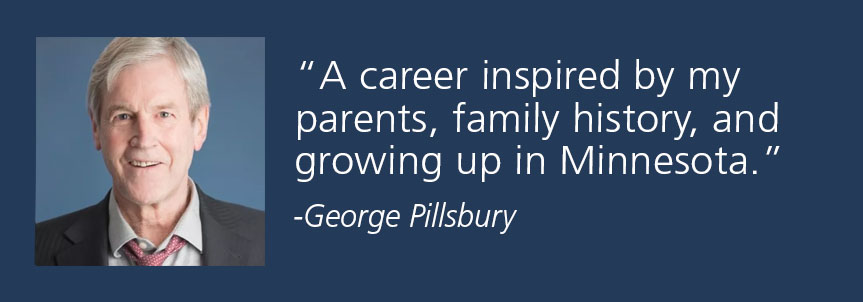 “A career inspired by my
parents, family history, and
growing up in Minnesota.”
-George Pillsbury